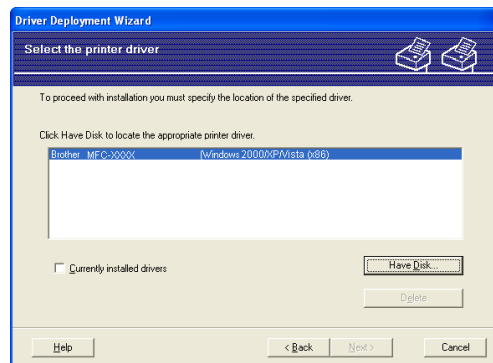 Driver Deployment Wizard
Select the printer driver
To proceed with installation you must specify the location of the specified driver.
Click Have Disk to locate the appropriate printer driver.
Brother MFC-XXXX (Windows 2000/XP/Vista (x86)
Currently installed drivers
Have Disk...
Delete
Help
< Back
Next >
Cancel